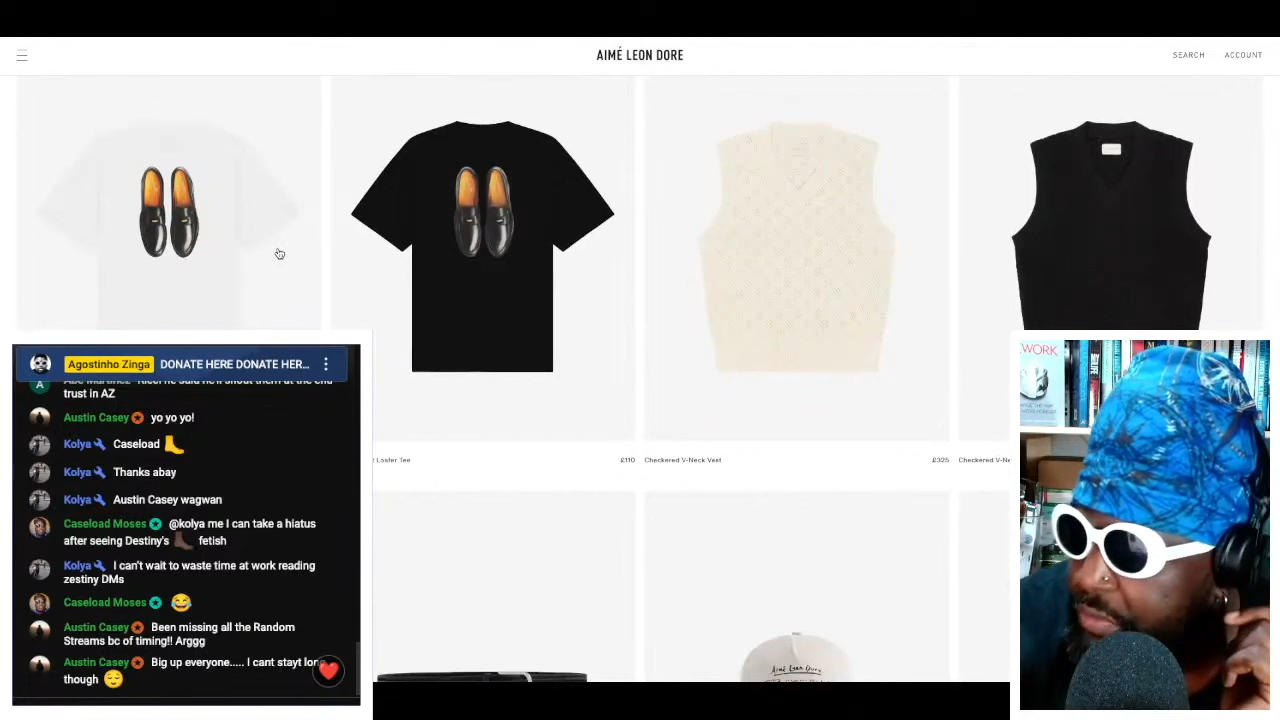 AIMÉ LEON DORE
SEARCH
ACCOUNT
Loafer Tee
£110
Checkered V-Neck Vest
£325
Checkered V-Ne
Aimé Leon Dore
Agostinho Zinga DONATE HERE DONATE HER...
trust in AZ
Austin Casey yo yo yo!
Kolya Caseload 🦶
Kolya Thanks abay
Kolya Austin Casey wagwan
Caseload Moses @kolya me I can take a hiatus
after seeing Destiny's 🦶🏿 fetish
Kolya I can't wait to waste time at work reading
zestiny DMs
Caseload Moses 😂
Austin Casey Been missing all the Random
Streams bc of timing!! Arggg
Austin Casey Big up everyone..... I cant stayt long
though 😌
WORK